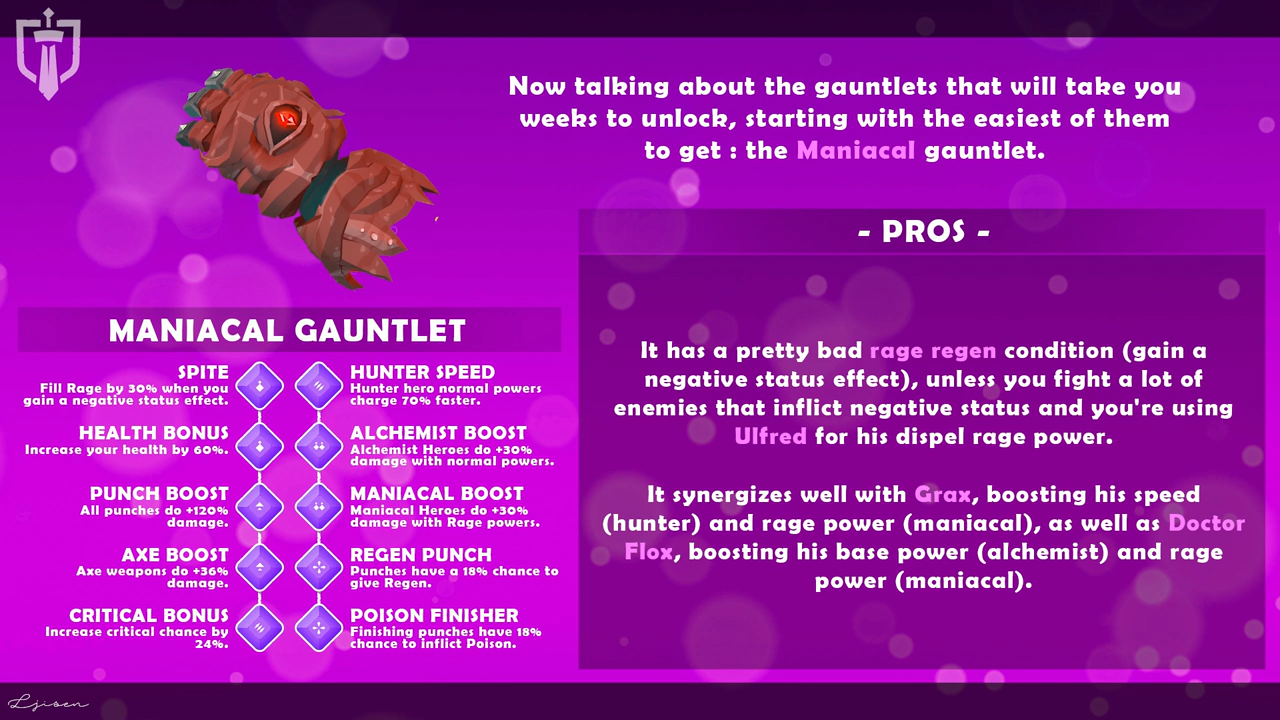 Now talking about the gauntlets that will take you
weeks to unlock, starting with the easiest of them
to get : the Maniacal gauntlet.
MANIACAL GAUNTLET
SPITE
Fill Rage by 30% when you
gain a negative status effect.
HEALTH BONUS
Increase your health by 60%.
PUNCH BOOST
All punches do +120%
damage.
AXE BOOST
Axe weapons do +36%
damage.
CRITICAL BONUS
Increase critical chance by
24%.
HUNTER SPEED
Hunter hero normal powers
charge 70% faster.
ALCHEMIST BOOST
Alchemist Heroes do +30%
damage with normal powers.
MANIACAL BOOST
Maniacal Heroes do +30%
damage with Rage powers.
REGEN PUNCH
Punches have a 18% chance to
give Regen.
POISON FINISHER
Finishing punches have 18%
chance to inflict Poison.
- PROS -
It has a pretty bad rage regen condition (gain a
negative status effect), unless you fight a lot of
enemies that inflict negative status and you're using
Ulfred for his dispel rage power.
It synergizes well with Grax, boosting his speed
(hunter) and rage power (maniacal), as well as Doctor
Flox, boosting his base power (alchemist) and rage
power (maniacal).